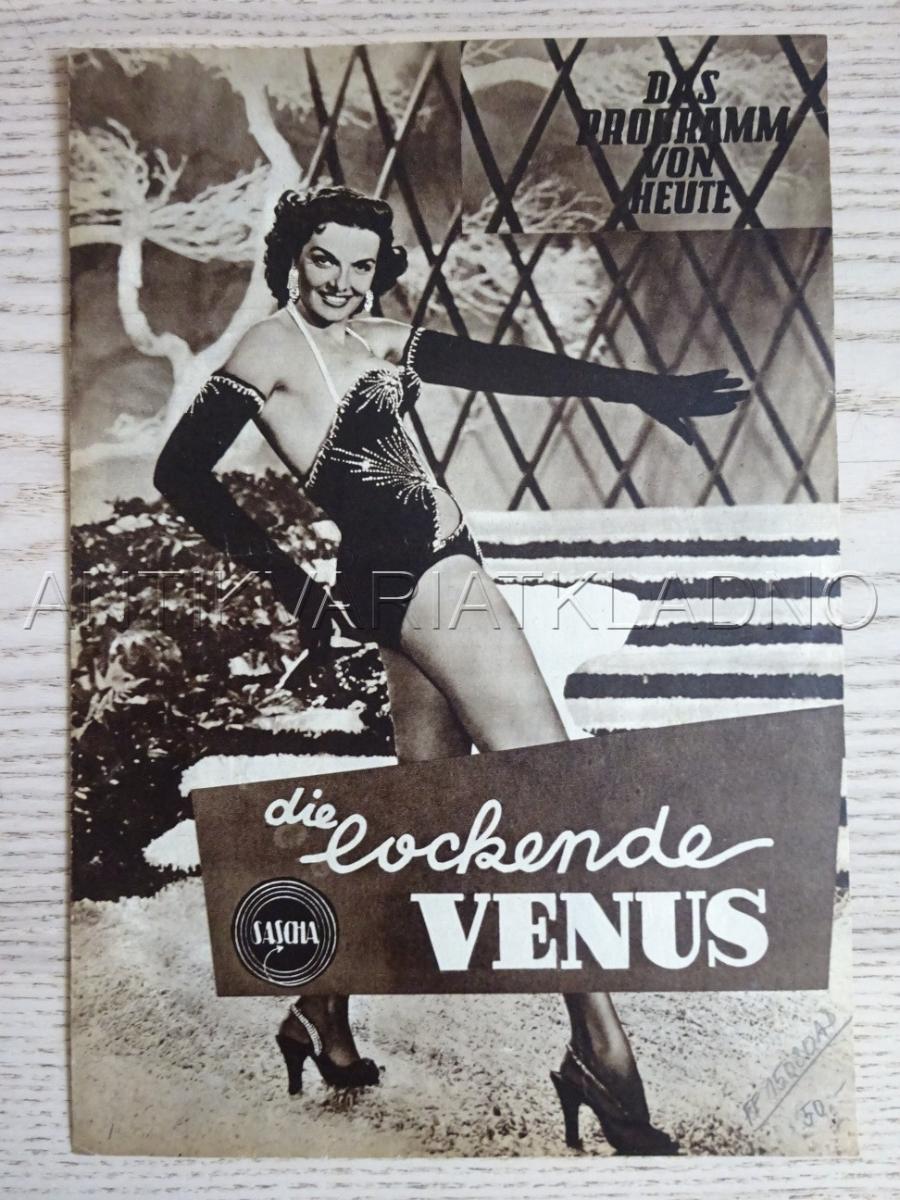 DAS
PROGRAMM
VON
HEUTE
ANTIKVARIATKLADNO
die lockende
VENUS
SASCHA
50,-